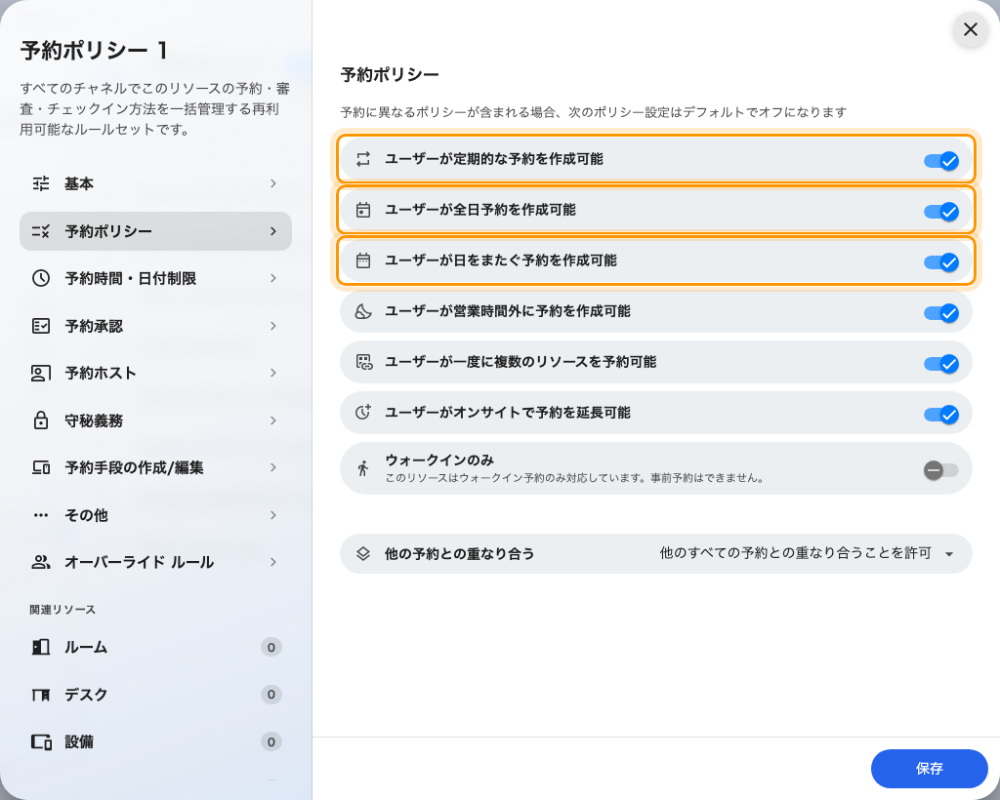 予約ポリシー 1
すべてのチャネルでこのリソースの予約・審
査・チェックイン方法を一括管理する再利
用可能なルールセットです。
基本
予約ポリシー
予約時間・日付制限
予約承認
予約ホスト
守秘義務
予約手段の作成/編集
その他
オーバーライド ルール
関連リソース
ルーム 0
デスク 0
設備 0
予約ポリシー
予約に異なるポリシーが含まれる場合、次のポリシー設定はデフォルトでオフになります
ユーザーが定期的な予約を作成可能
ユーザーが全日予約を作成可能
ユーザーが日をまたぐ予約を作成可能
ユーザーが営業時間外に予約を作成可能
ユーザーが一度に複数のリソースを予約可能
ユーザーがオンサイトで予約を延長可能
ウォークインのみ
このリソースはウォークイン予約のみ対応しています。事前予約はできません。
他の予約との重なり合う 他のすべての予約との重なり合うことを許可
保存